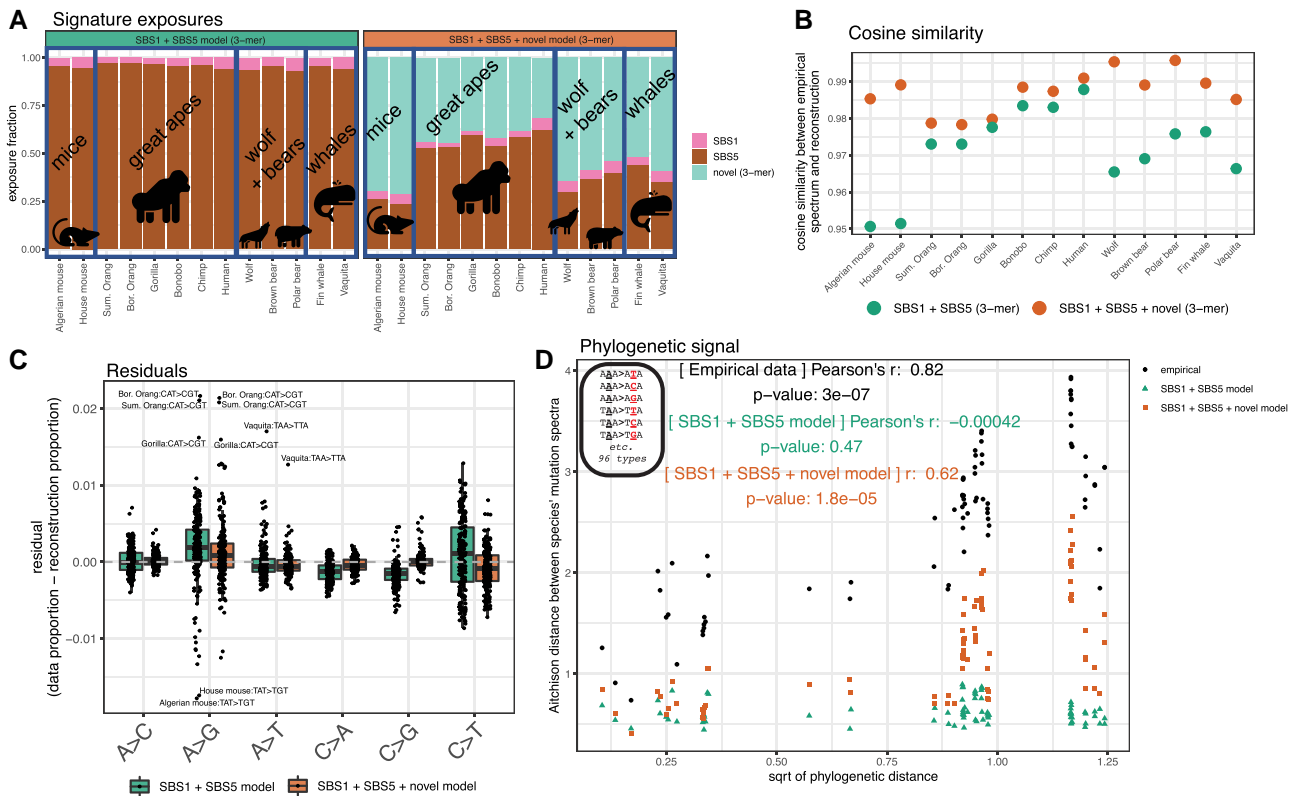 A
Signature exposures
SBS1 + SBS5 model (3−mer)
SBS1 + SBS5 + novel model (3−mer)
exposure fraction
1.00
0.75
0.50
0.25
0.00
mice
great apes
wolf
+ bears
whales
mice
great apes
wolf
+ bears
whales
Algerian mouse
House mouse
Sum. Orang
Bor. Orang
Gorilla
Bonobo
Chimp
Human
Wolf
Brown bear
Polar bear
Fin whale
Vaquita
Algerian mouse
House mouse
Sum. Orang
Bor. Orang
Gorilla
Bonobo
Chimp
Human
Wolf
Brown bear
Polar bear
Fin whale
Vaquita
SBS1
SBS5
novel (3−mer)
B
Cosine similarity
cosine similarity between empirical
spectrum and reconstruction
0.99
0.98
0.97
0.96
0.95
Algerian mouse
House mouse
Sum. Orang
Bor. Orang
Gorilla
Bonobo
Chimp
Human
Wolf
Brown bear
Polar bear
Fin whale
Vaquita
SBS1 + SBS5 (3−mer)
SBS1 + SBS5 + novel (3−mer)
C
Residuals
residual
(data proportion − reconstruction proportion)
0.02
0.01
0.00
−0.01
Bor. Orang:CAT>CGT
Sum. Orang:CAT>CGT
Bor. Orang:CAT>CGT
Sum. Orang:CAT>CGT
Vaquita:TAA>TTA
Gorilla:CAT>CGT
Gorilla:CAT>CGT
Vaquita:TAA>TTA
House mouse:TAT>TGT
Algerian mouse:TAT>TGT
A>C
A>G
A>T
C>A
C>G
C>T
SBS1 + SBS5 model
SBS1 + SBS5 + novel model
D
Phylogenetic signal
Aitchison distance between species' mutation spectra
4
3
2
1
AAA>ATA
AAA>ACA
AAA>AGA
TAA>TTA
TAA>TCA
TAA>TGA
etc.
96 types
[ Empirical data ] Pearson's r: 0.82
p−value: 3e−07
[ SBS1 + SBS5 model ] Pearson's r: −0.00042
p−value: 0.47
[ SBS1 + SBS5 + novel model ] r: 0.62
p−value: 1.8e−05
0.25
0.50
0.75
1.00
1.25
sqrt of phylogenetic distance
empirical
SBS1 + SBS5 model
SBS1 + SBS5 + novel model